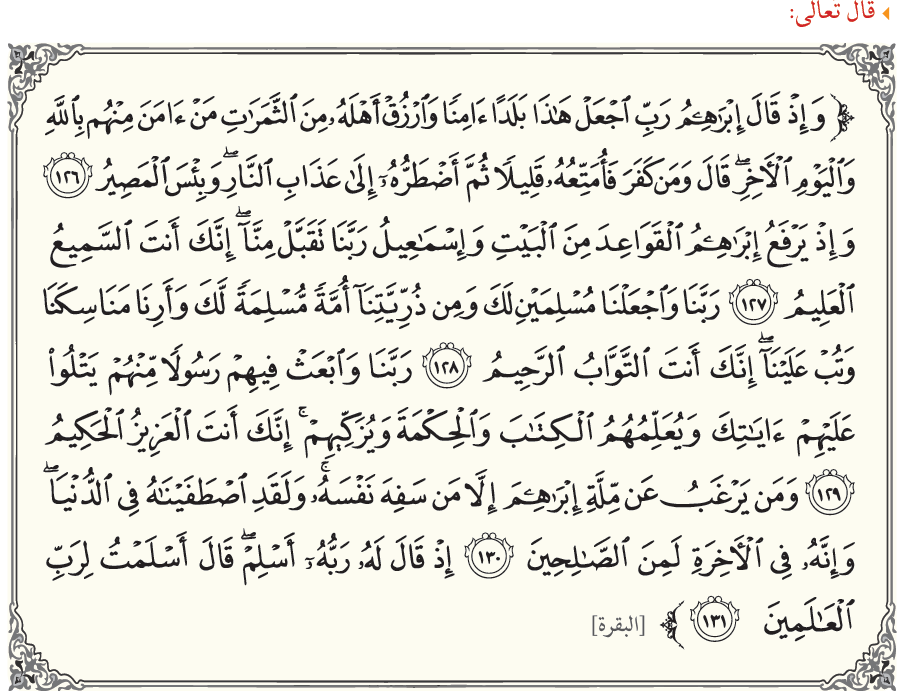 قال تعالى:
﴿ وَإِذْ قَالَ إِبْرَٰهِـۧمُ رَبِّ ٱجْعَلْ هَٰذَا بَلَدًا ءَامِنًا وَٱرْزُقْ أَهْلَهُۥ مِنَ ٱلثَّمَرَٰتِ مَنْ ءَامَنَ مِنْهُم بِٱللَّهِ
وَٱلْيَوْمِ ٱلْأَخِرِ ۖ قَالَ وَمَن كَفَرَ فَأُمَتِّعُهُۥ قَلِيلًا ثُمَّ أَضْطَرُّهُۥٓ إِلَىٰ عَذَابِ ٱلنَّارِ ۖ وَبِئْسَ ٱلْمَصِيرُ ١٢٦
وَإِذْ يَرْفَعُ إِبْرَٰهِـۧمُ ٱلْقَوَاعِدَ مِنَ ٱلْبَيْتِ وَإِسْمَٰعِيلُ رَبَّنَا تَقَبَّلْ مِنَّآ ۖ إِنَّكَ أَنتَ ٱلسَّمِيعُ
ٱلْعَلِيمُ ١٢٧ رَبَّنَا وَٱجْعَلْنَا مُسْلِمَيْنِ لَكَ وَمِن ذُرِّيَّتِنَآ أُمَّةً مُّسْلِمَةً لَّكَ وَأَرِنَا مَنَاسِكَنَا
وَتُبْ عَلَيْنَآ ۖ إِنَّكَ أَنتَ ٱلتَّوَّابُ ٱلرَّحِيمُ ١٢٨ رَبَّنَا وَٱبْعَثْ فِيهِمْ رَسُولًا مِّنْهُمْ يَتْلُوا۟
عَلَيْهِمْ ءَايَٰتِكَ وَيُعَلِّمُهُمُ ٱلْكِتَٰبَ وَٱلْحِكْمَةَ وَيُزَكِّيهِمْ ۚ إِنَّكَ أَنتَ ٱلْعَزِيزُ ٱلْحَكِيمُ
١٢٩ وَمَن يَرْغَبُ عَن مِّلَّةِ إِبْرَٰهِـۧمَ إِلَّا مَن سَفِهَ نَفْسَهُۥ ۚ وَلَقَدِ ٱصْطَفَيْنَٰهُ فِى ٱلدُّنْيَا ۖ
وَإِنَّهُۥ فِى ٱلْأَخِرَةِ لَمِنَ ٱلصَّٰلِحِينَ ١٣٠ إِذْ قَالَ لَهُۥ رَبُّهُۥٓ أَسْلِمْ ۖ قَالَ أَسْلَمْتُ لِرَبِّ
ٱلْعَٰلَمِينَ ١٣١ ﴾ [البقرة]